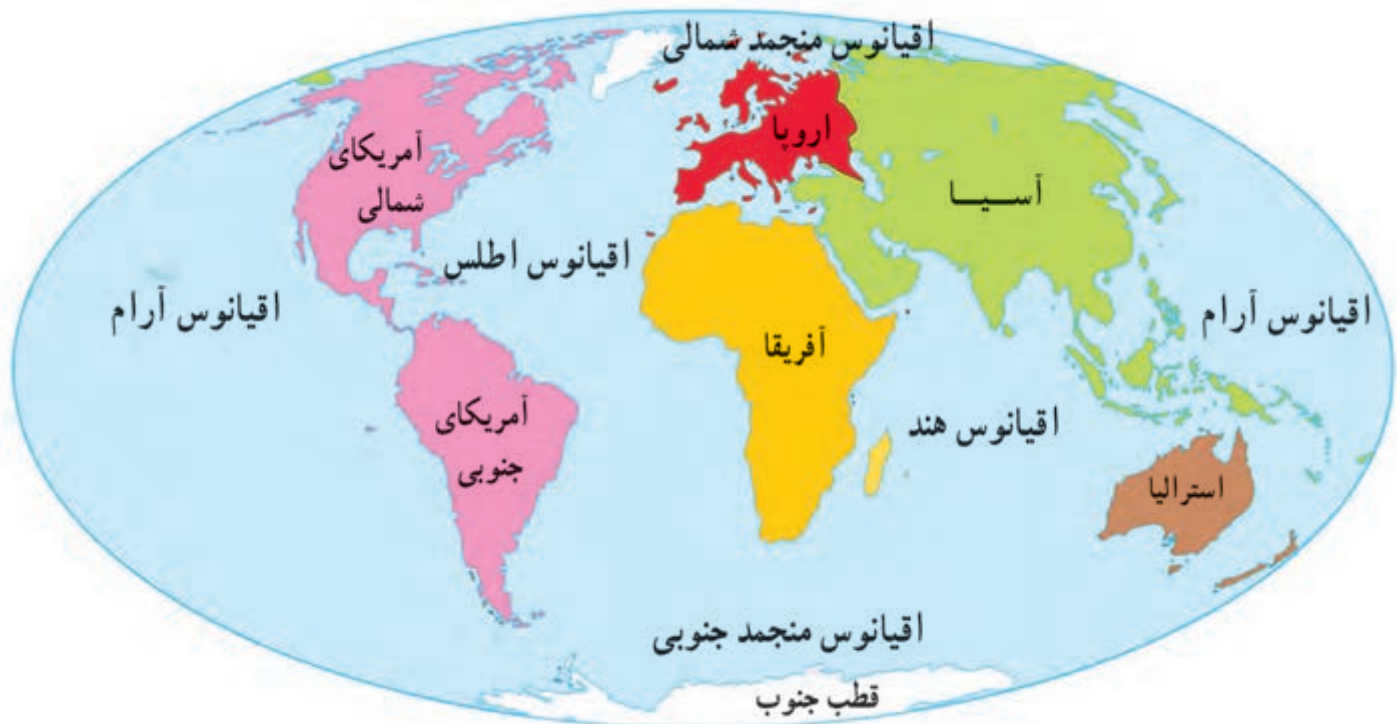 اقیانوس منجمد شمالی
اروپا
آسیـــا
آمریکای
شمالی
اقیانوس اطلس
اقیانوس آرام
اقیانوس آرام
آفریقا
آمریکای
جنوبی
اقیانوس هند
استرالیا
اقیانوس منجمد جنوبی
قطب جنوب